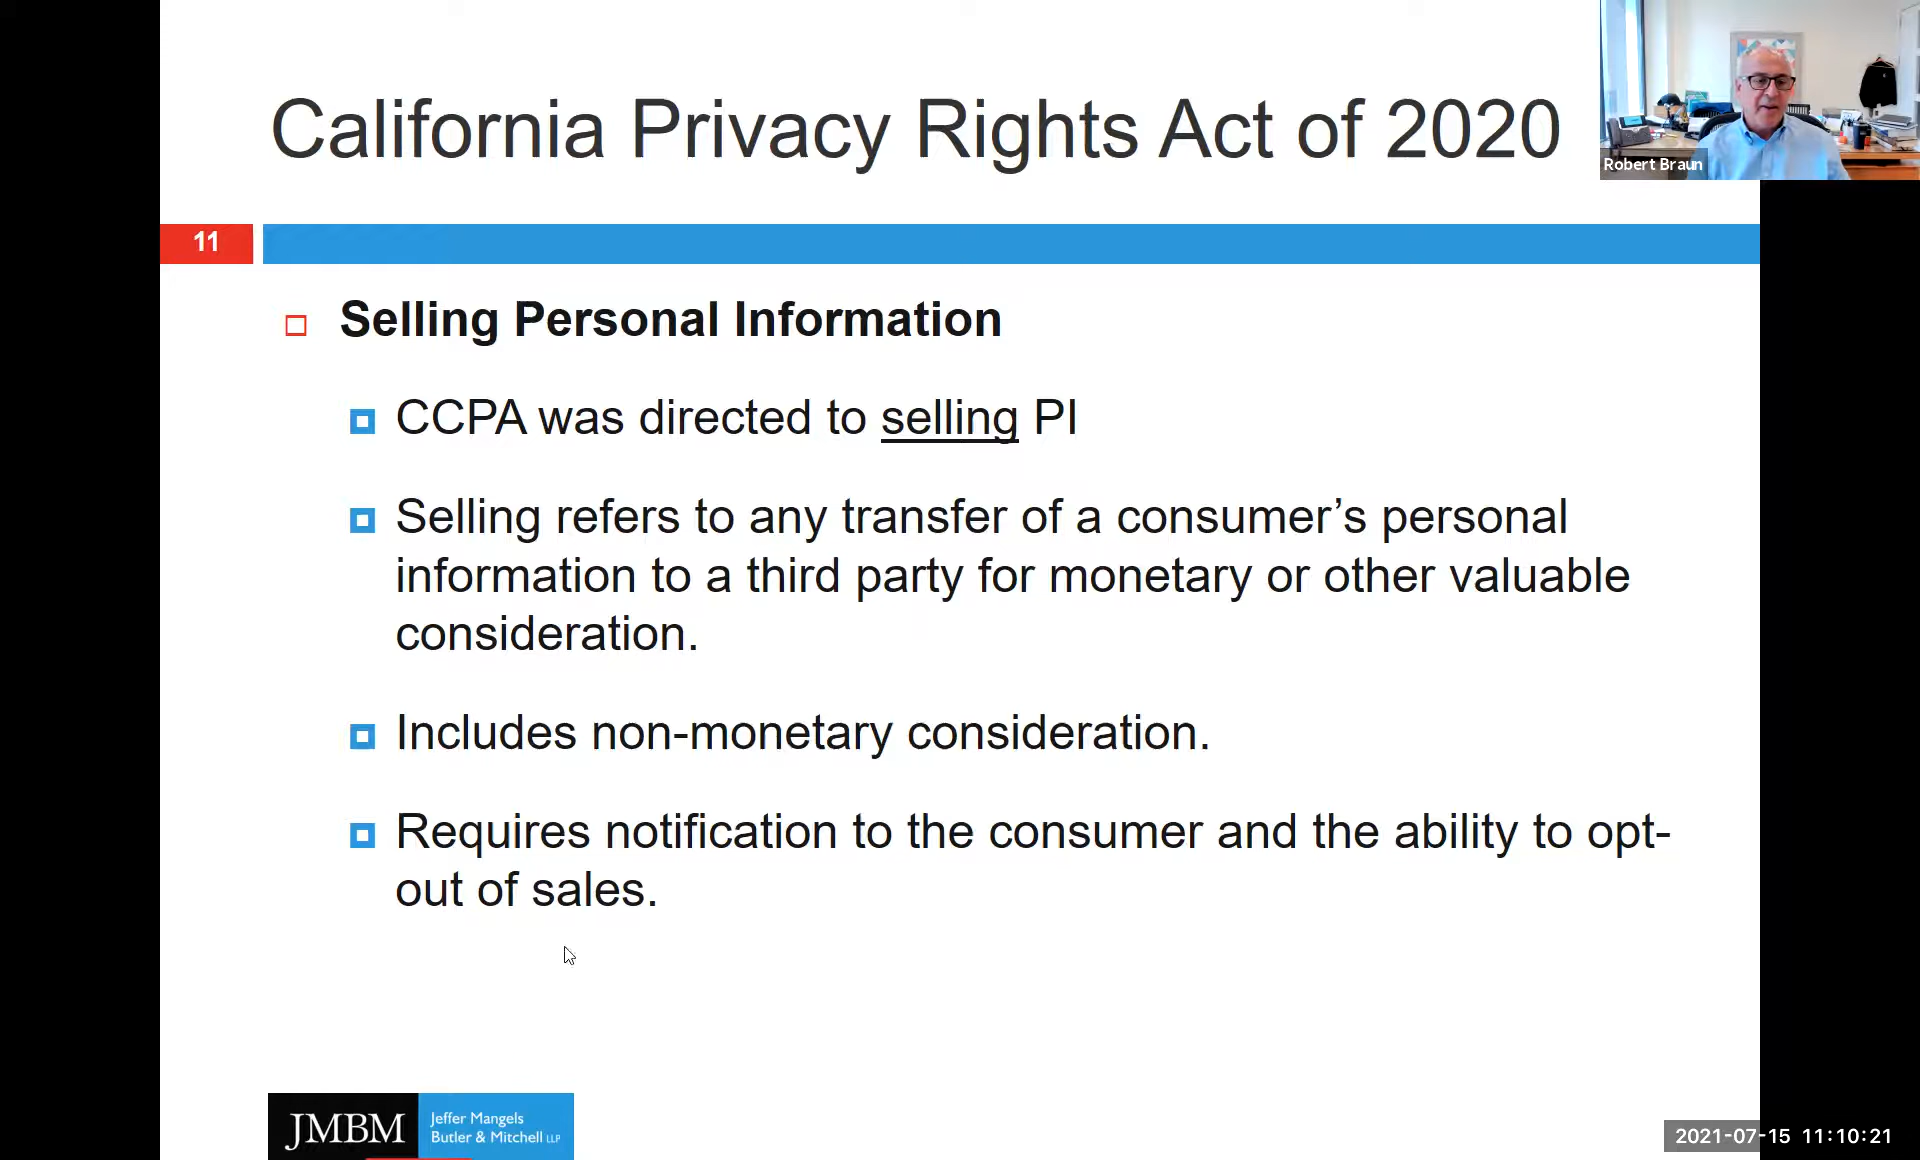 California Privacy Rights Act of 2020
Robert Braun
11
Selling Personal Information
CCPA was directed to selling PI
Selling refers to any transfer of a consumer’s personal
information to a third party for monetary or other valuable
consideration.
Includes non-monetary consideration.
Requires notification to the consumer and the ability to opt-
out of sales.
JMBM
Jeffer Mangels
Butler & Mitchell LLP
2021-07-15 11:10:21